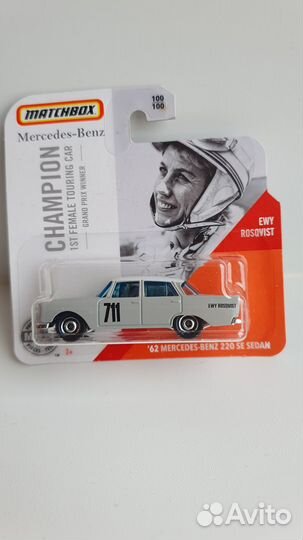 MATCHBOX
100
100
Mercedes-Benz
CHAMPION
1ST FEMALE TOURING CAR
GRAND PRIX WINNER
EWY
ROSQVIST
711
EWY ROSQVIST
'62 MERCEDES-BENZ 220 SE SEDAN
3+
Avito